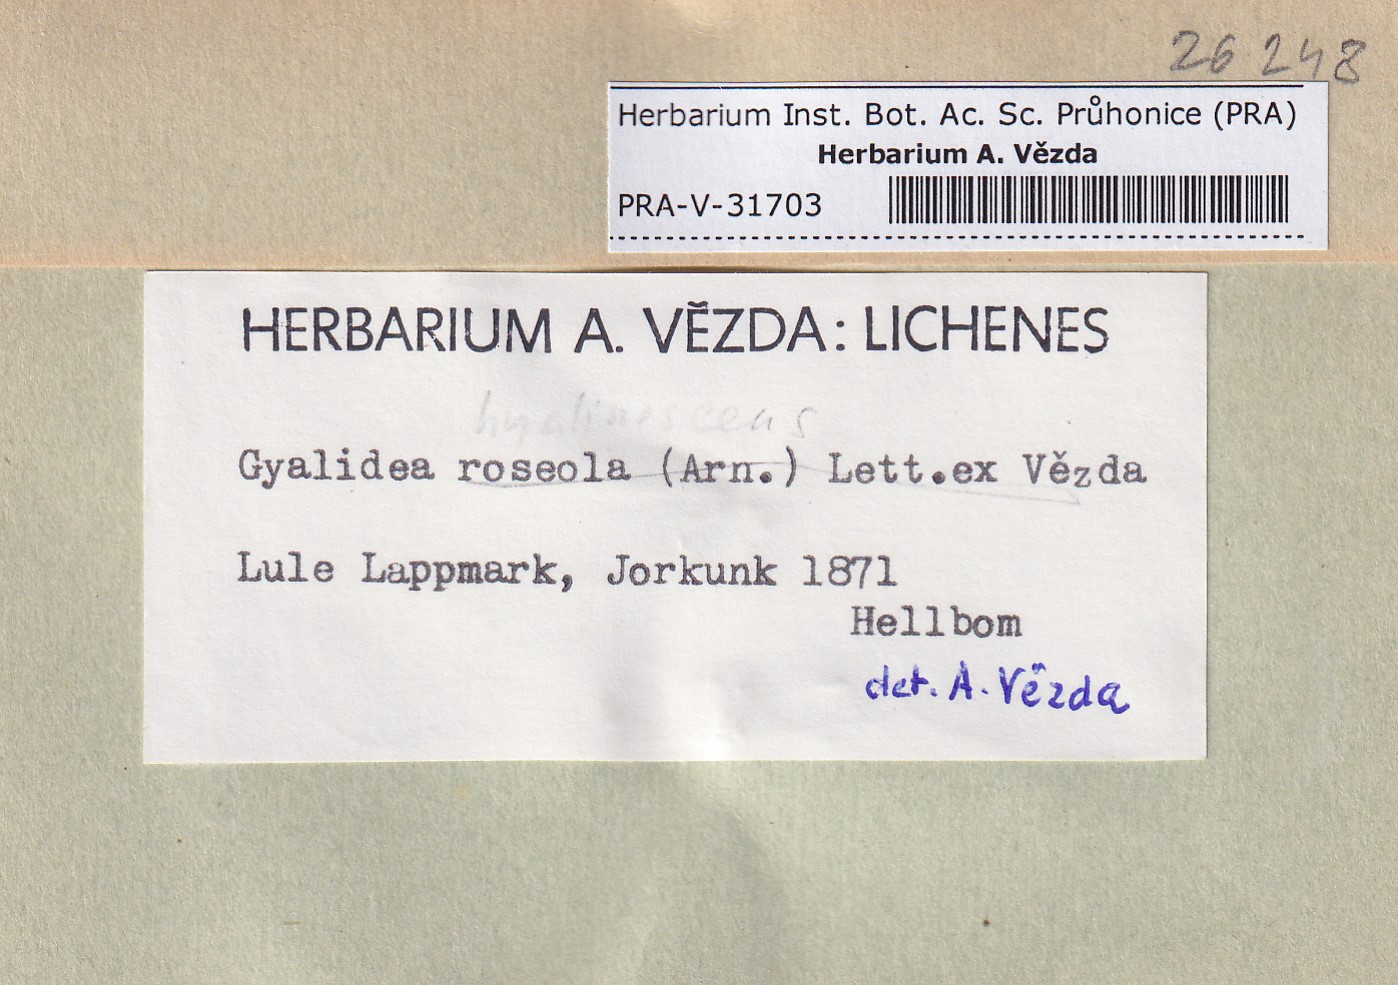 26 248
Herbarium Inst. Bot. Ac. Sc. Průhonice (PRA)
Herbarium A. Vězda
PRA-V-31703
HERBARIUM A. VĚZDA: LICHENES
hyalinescens
Gyalidea roseola (Arn.) Lett.ex Vězda
Lule Lappmark, Jorkunk 1871
Hellbom
det. A. Vězda